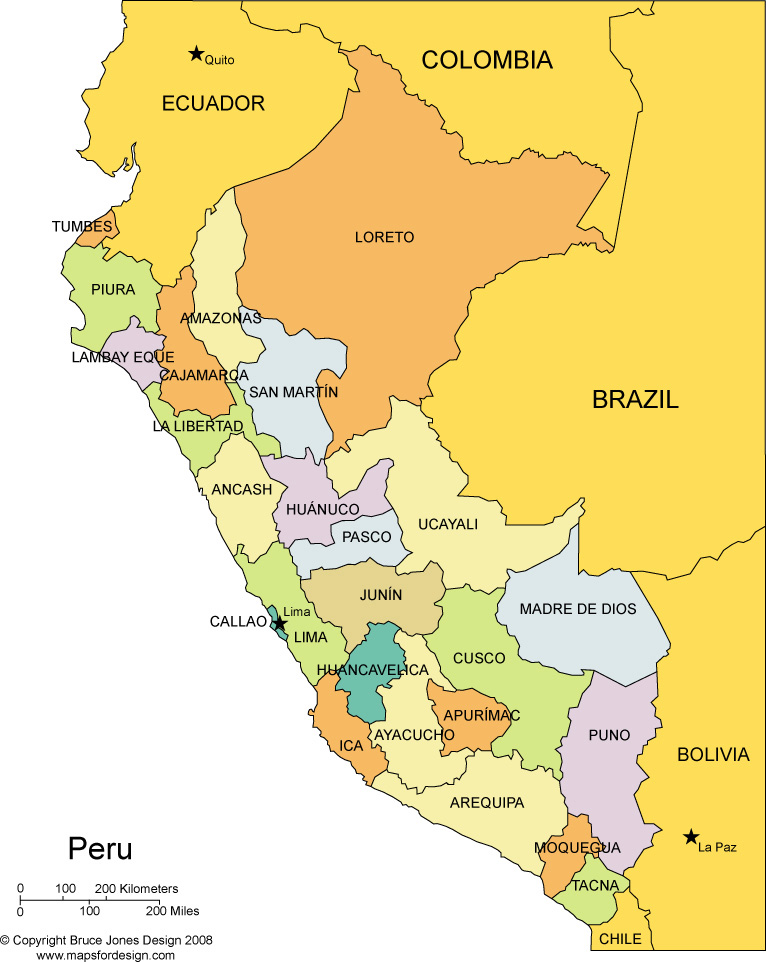 Quito
COLOMBIA
ECUADOR
TUMBES
LORETO
PIURA
AMAZONAS
LAMBAY EQUE
CAJAMARCA
SAN MARTÍN
BRAZIL
LA LIBERTAD
ANCASH
HUÁNUCO
UCAYALI
PASCO
JUNÍN
MADRE DE DIOS
CALLAO
Lima
LIMA
CUSCO
HUANCAVELICA
APURÍMAC
AYACUCHO
PUNO
ICA
BOLIVIA
AREQUIPA
La Paz
MOQUEGUA
Peru
TACNA
0 100 200 Kilometers
0 100 200 Miles
CHILE
© Copyright Bruce Jones Design 2008
www.mapsfordesign.com